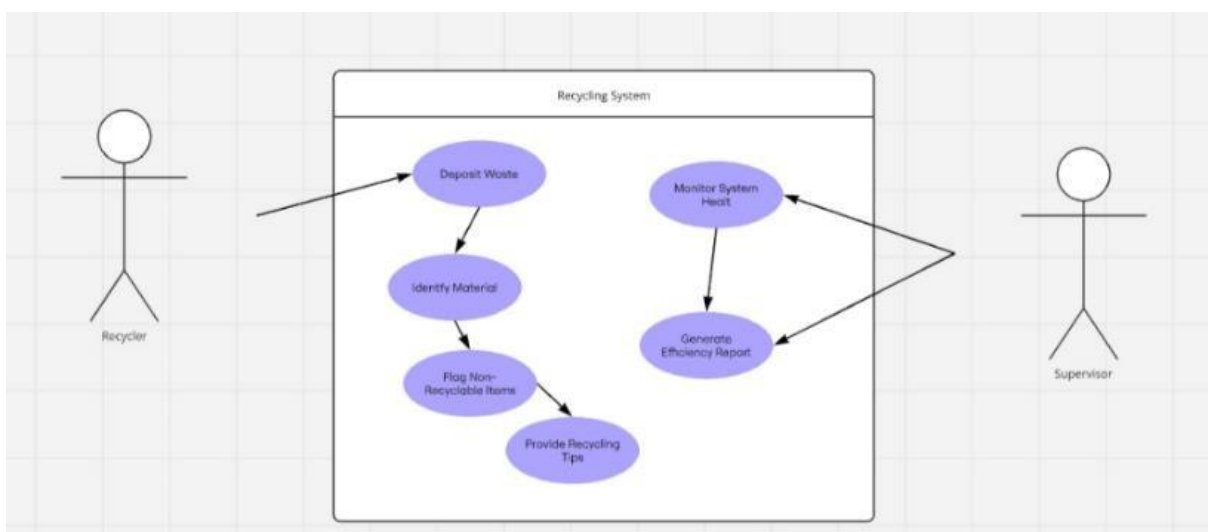 Recycling System
Deposit Waste
Monitor System
Healt
Identfy Material
Recycler
Generate
Efficiency Report
Flag Non-
Recyclable Items
Supervisor
Provide Recycling
Tips